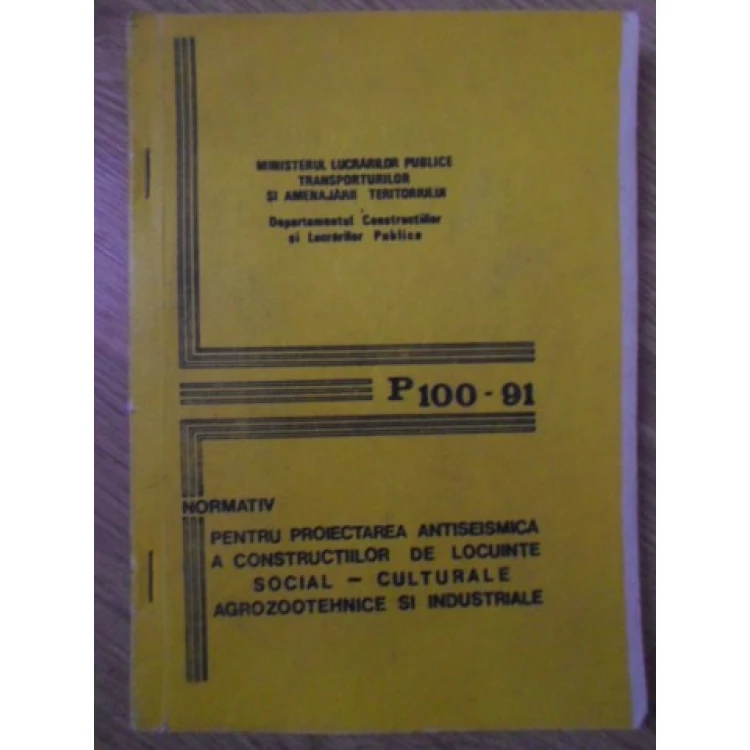 MINISTERUL LUCRĂRILOR PUBLICE
TRANSPORTURILOR
ŞI AMENAJĂRII TERITORIULUI
Departamentul Constructiilor
şi Lucrărilor Publice
P100-91
NORMATIV
PENTRU PROIECTAREA ANTISEISMICA
A CONSTRUCTIILOR DE LOCUINTE
SOCIAL - CULTURALE
AGROZOOTEHNICE SI INDUSTRIALE